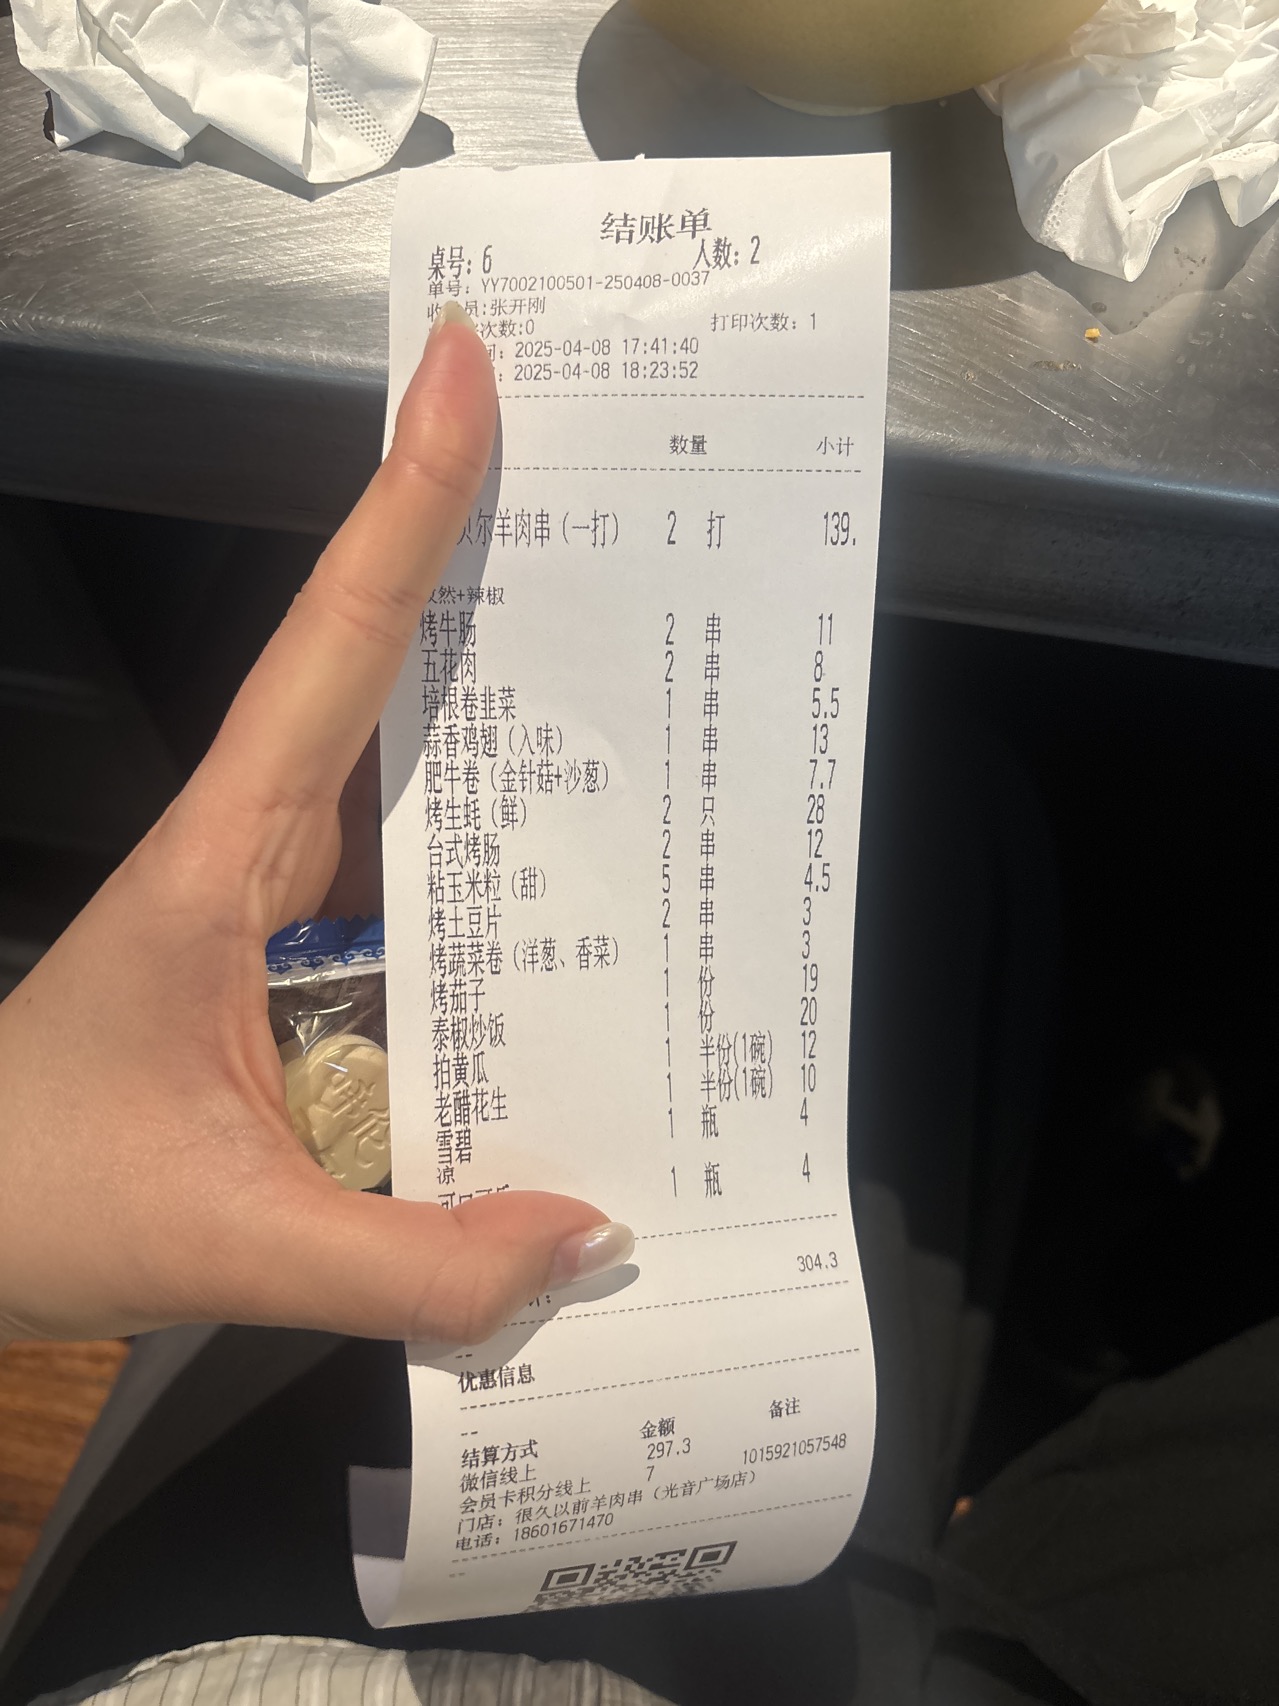 结账单
桌号: 6 人数: 2
单号: YY7002100501-250408-0037
员:张开刚
次数:0 打印次数: 1
间: 2025-04-08 17:41:40
: 2025-04-08 18:23:52
数量 小计
贝尔羊肉串 (一打) 2 打 139.
孜然+辣椒
烤牛肠 2 串 11
五花肉 2 串 8
培根卷韭菜 1 串 5.5
蒜香鸡翅 (入味) 1 串 13
肥牛卷 (金针菇+沙葱) 1 串 7.7
烤生蚝 (鲜) 2 只 28
台式烤肠 2 串 12
粘玉米粒 (甜) 5 串 4.5
烤土豆片 2 串 3
烤蔬菜卷 (洋葱、香菜) 1 串 3
烤茄子 1 份 19
泰椒炒饭 1 份 20
拍黄瓜 1 半份(1碗) 12
老醋花生 1 半份(1碗) 10
雪碧 1 瓶 4
凉
可口可乐 1 瓶 4
304.3
--
优惠信息
--
结算方式 金额 备注
微信线上 297.3
会员卡积分线上 7 1015921057548
门店: 很久以前羊肉串 (光音广场店)
电话: 18601671470
--